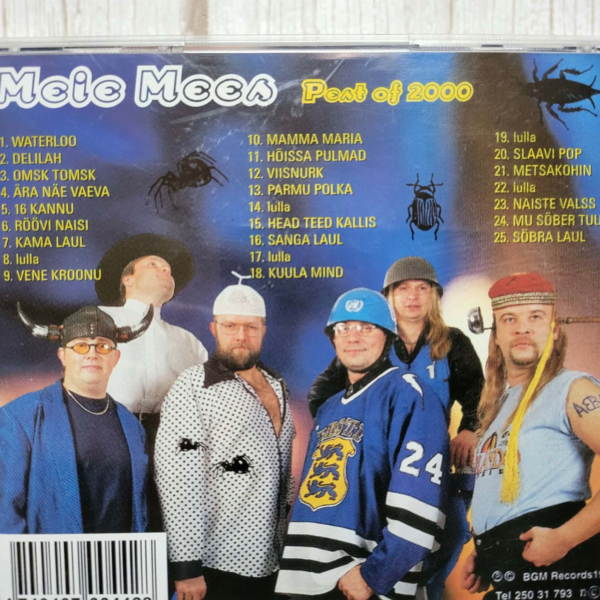 Meie Mees Pest of 2000
1. WATERLOO
2. DELILAH
3. OMSK TOMSK
4. ÄRA NÄE VAEVA
5. 16 KANNU
6. RÖÖVI NAISI
7. KAMA LAUL
8. lulla
9. VENE KROONU
10. MAMMA MARIA
11. HÕISSA PULMAD
12. VIISNURK
13. PARMU POLKA
14. lulla
15. HEAD TEED KALLIS
16. SANGA LAUL
17. lulla
18. KUULA MIND
19. lulla
20. SLAAVI POP
21. METSAKOHIN
22. lulla
23. NAISTE VALSS
24. MU SÕBER TUL
25. SÕBRA LAUL
24
1
BGM Records19
Tel 250 31 793 n